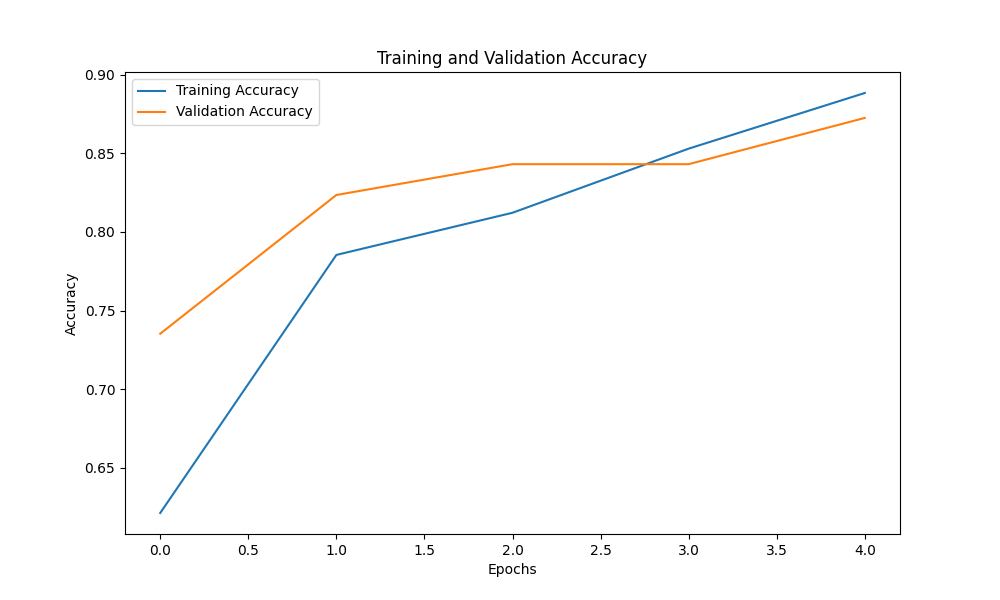 Training and Validation Accuracy
Training Accuracy
Validation Accuracy
0.90
0.85
0.80
0.75
0.70
0.65
Accuracy
0.0 0.5 1.0 1.5 2.0 2.5 3.0 3.5 4.0
Epochs